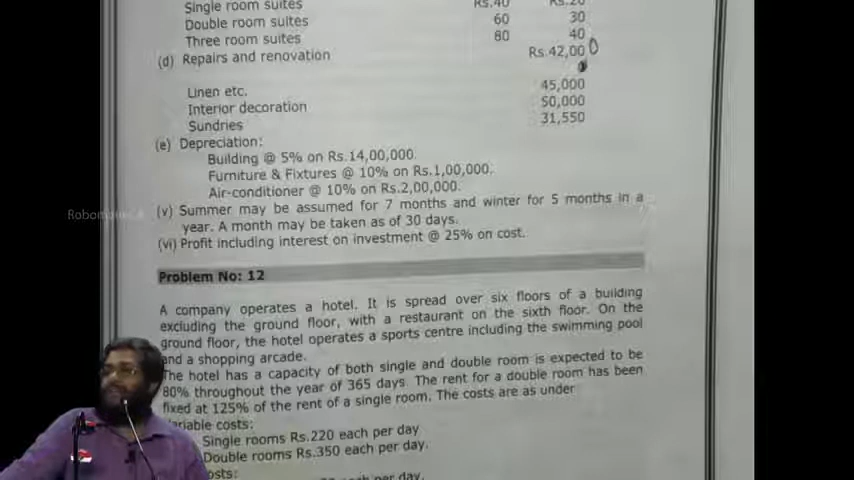 Single room suites Rs.40 Rs.20
Double room suites 60 30
Three room suites 80 40
(d) Repairs and renovation Rs.42,000
Linen etc. 45,000
Interior decoration 50,000
Sundries 31,550
(e) Depreciation:
Building @ 5% on Rs.14,00,000.
Furniture & Fixtures @ 10% on Rs.1,00,000.
Air-conditioner @ 10% on Rs.2,00,000.
(v) Summer may be assumed for 7 months and winter for 5 months in a
year. A month may be taken as of 30 days.
(vi) Profit including interest on investment @ 25% on cost.
Problem No: 12
A company operates a hotel. It is spread over six floors of a building
excluding the ground floor, with a restaurant on the sixth floor. On the
ground floor, the hotel operates a sports centre including the swimming pool
and a shopping arcade.
The hotel has a capacity of both single and double room is expected to be
80% throughout the year of 365 days. The rent for a double room has been
fixed at 125% of the rent of a single room. The costs are as under
ariable costs:
Single rooms Rs.220 each per day
Double rooms Rs.350 each per day.
osts:
each per day.